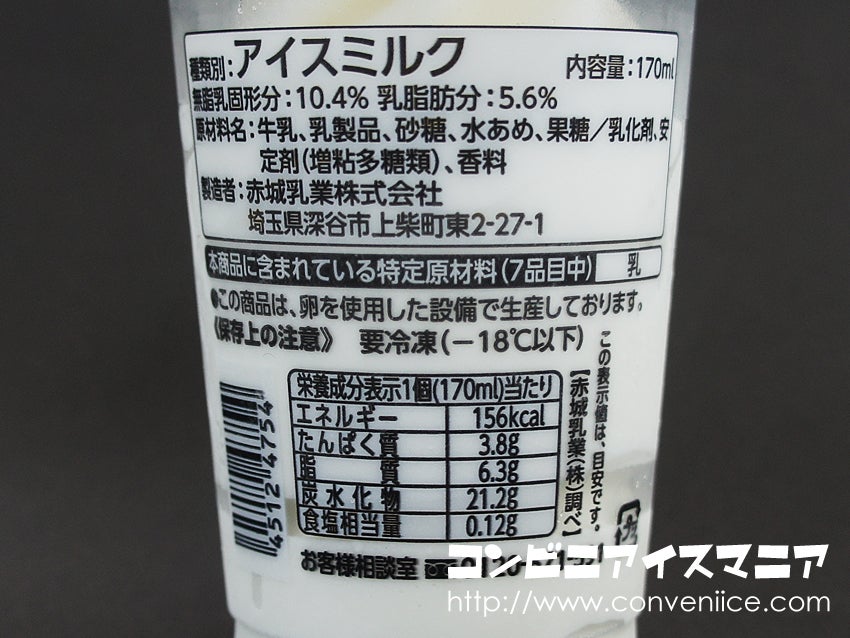 種類別:アイスミルク 内容量:170ml
無脂乳固形分:10.4% 乳脂肪分:5.6%
原材料名:牛乳、乳製品、砂糖、水あめ、果糖/乳化剤、安
定剤(増粘多糖類)、香料
製造者:赤城乳業株式会社
埼玉県深谷市上柴町東2-27-1
本商品に含まれている特定原材料(7品目中) 乳
●この商品は、卵を使用した設備で生産しております。
《保存上の注意》 要冷凍(-18℃以下)
栄養成分表示1個(170ml)当たり
エネルギー 156kcal
たんぱく質 3.8g
脂質 6.3g
炭水化物 21.2g
食塩相当量 0.12g
この表示値は、目安です。
【赤城乳業(株)調べ】
4512 4754
プラ
お客様相談室
コンビニアイスマニア
http://www.conveniice.com/